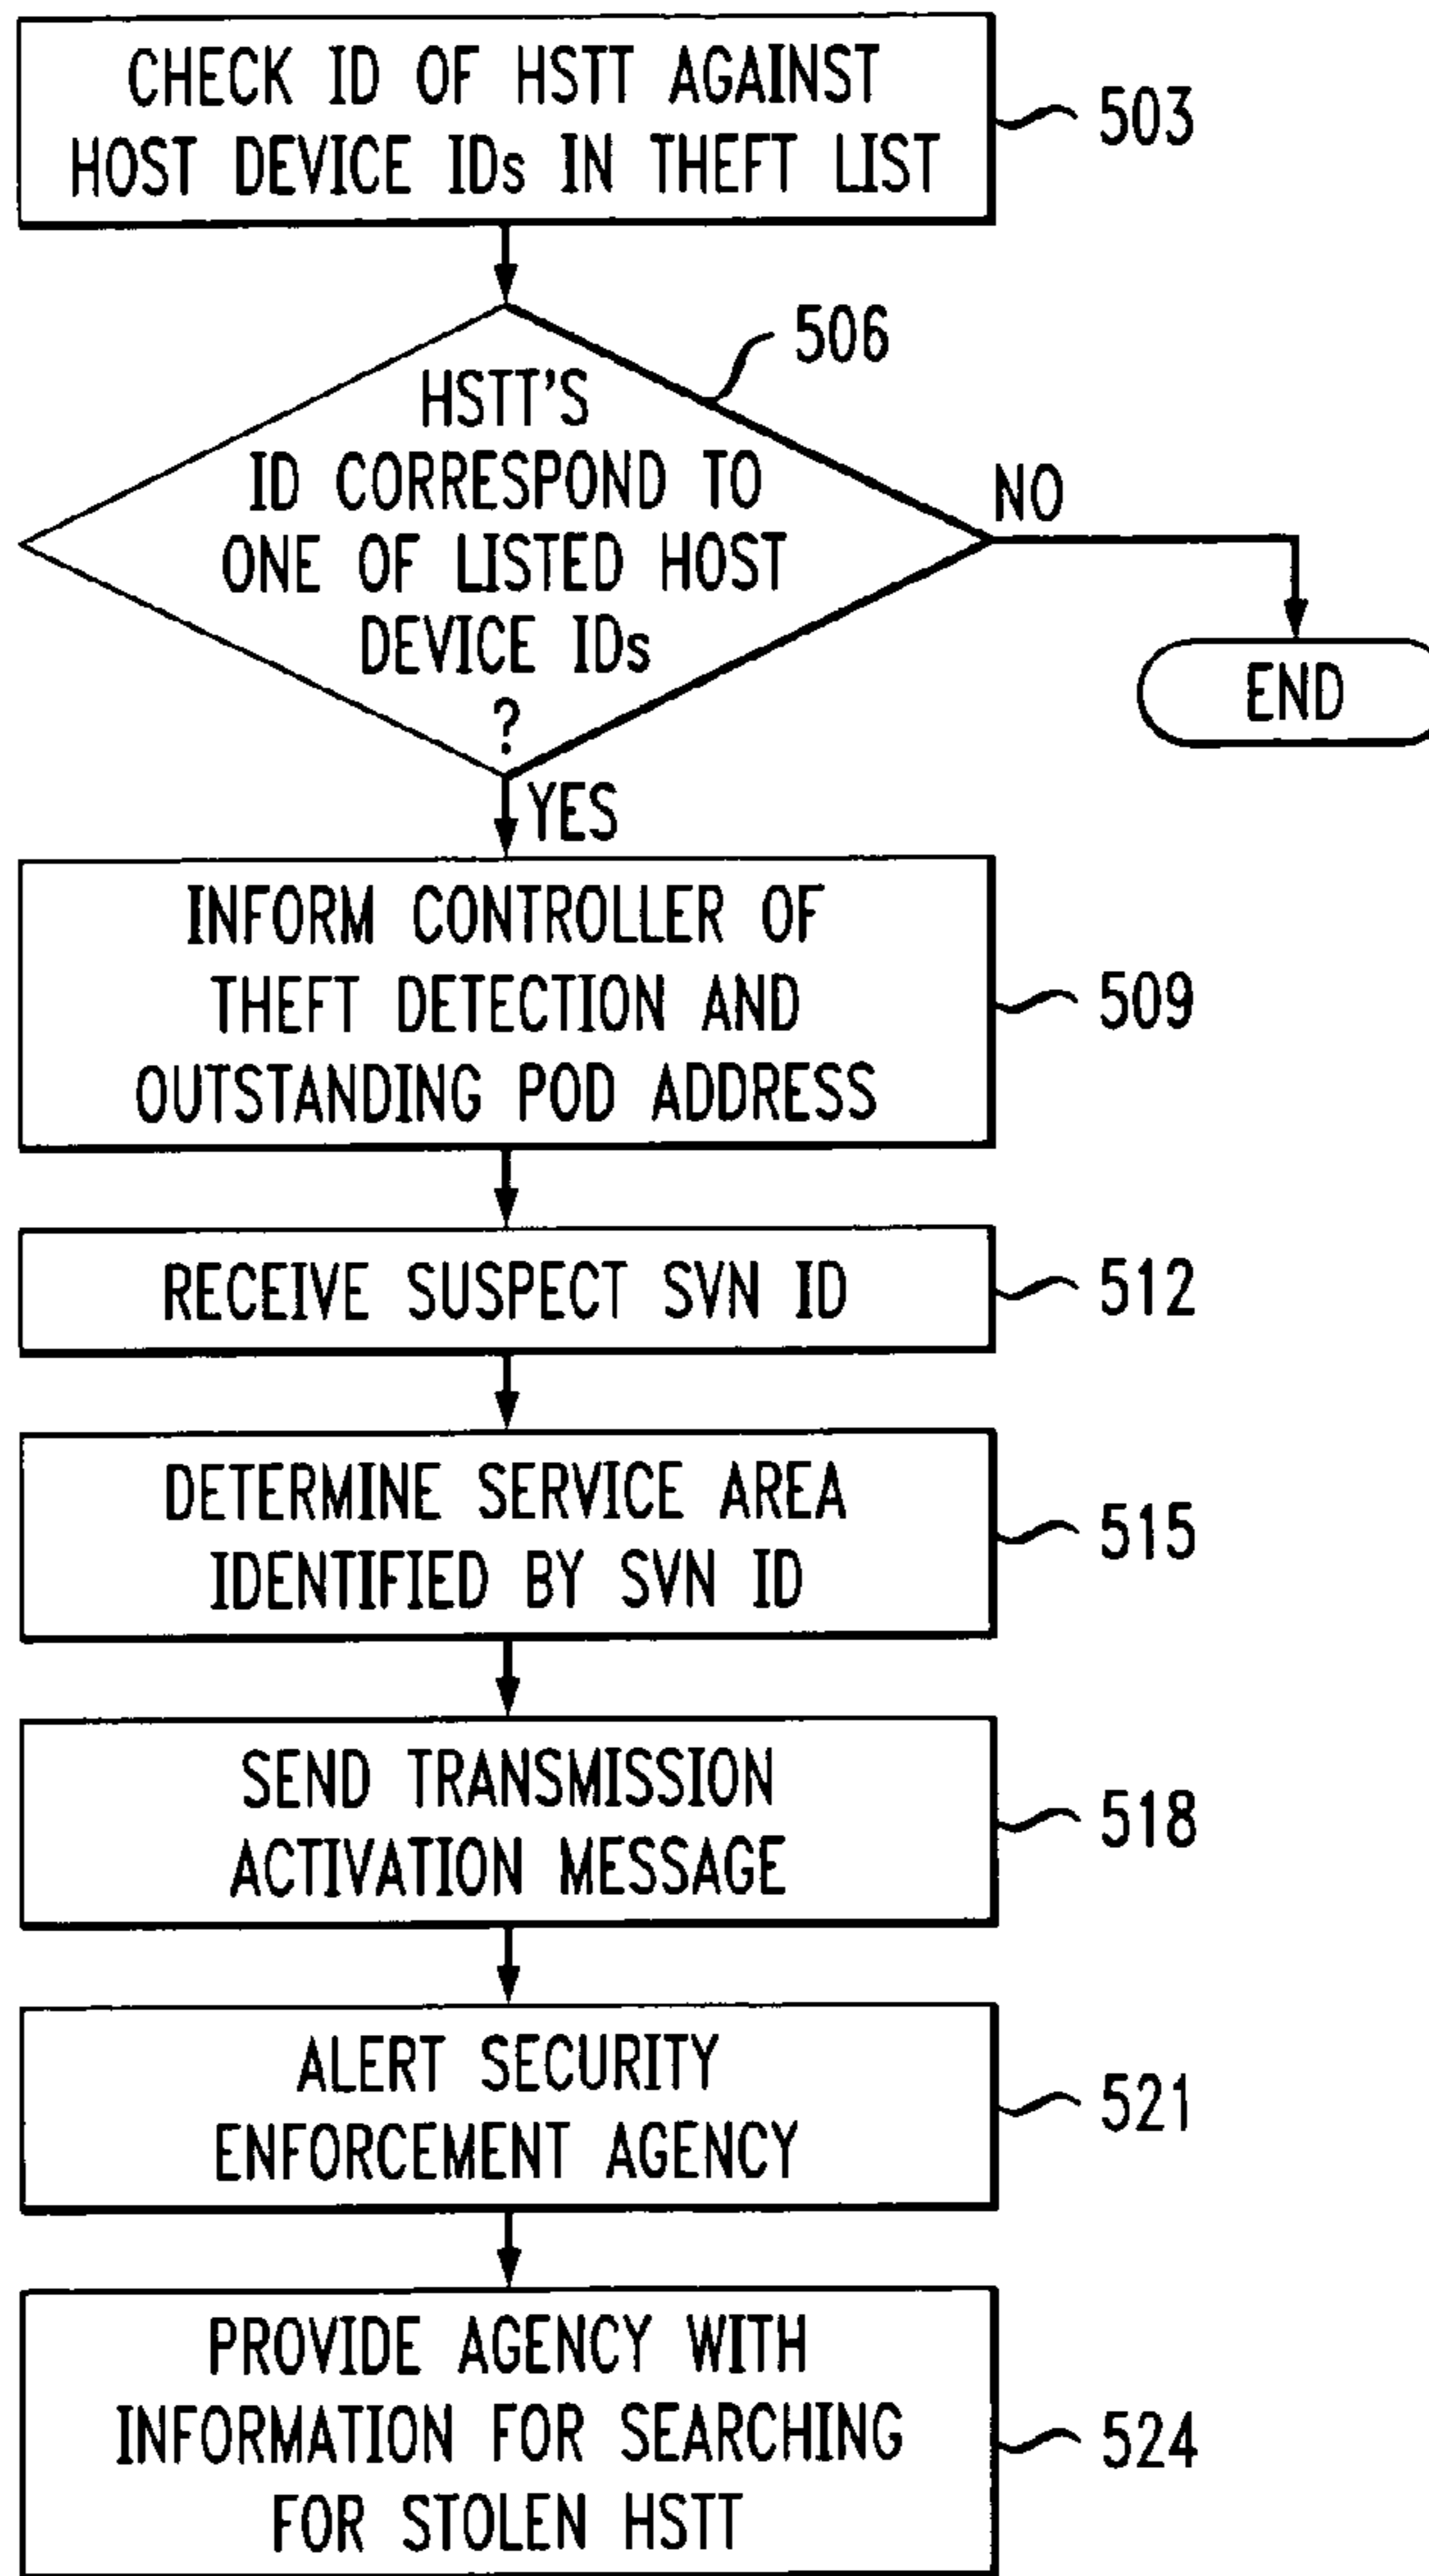 CHECK ID OF HSTT AGAINST
HOST DEVICE IDs IN THEFT LIST
503
506
HSTT'S
ID CORRESPOND TO
ONE OF LISTED HOST
DEVICE IDs
?
NO
END
YES
INFORM CONTROLLER OF
THEFT DETECTION AND
OUTSTANDING POD ADDRESS
509
RECEIVE SUSPECT SVN ID
512
DETERMINE SERVICE AREA
IDENTIFIED BY SVN ID
515
SEND TRANSMISSION
ACTIVATION MESSAGE
518
ALERT SECURITY
ENFORCEMENT AGENCY
521
PROVIDE AGENCY WITH
INFORMATION FOR SEARCHING
FOR STOLEN HSTT
524